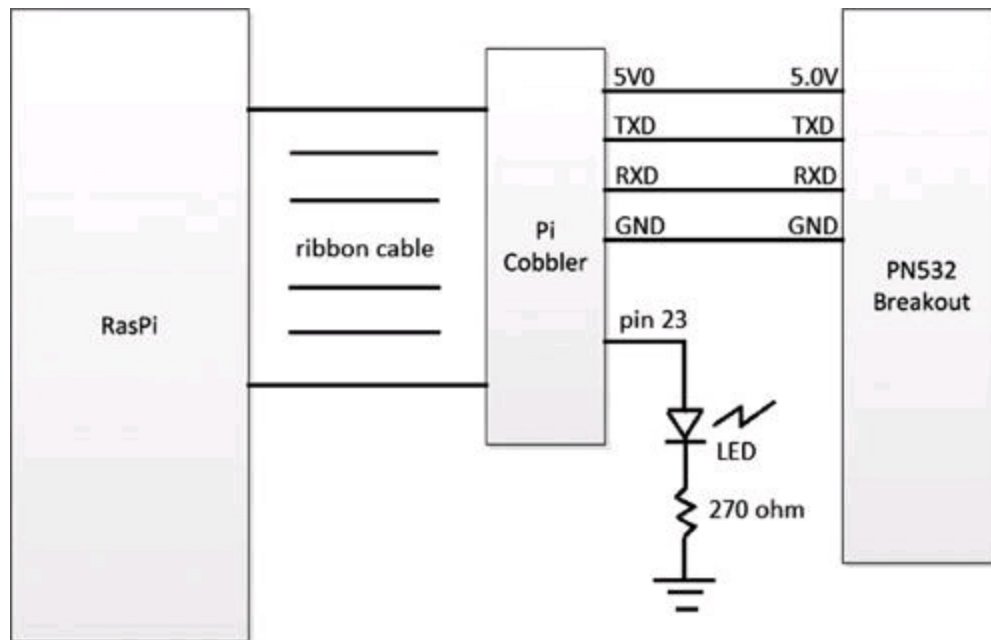 5V0 5.0V
TXD TXD
RXD RXD
GND GND
ribbon cable
Pi
Cobbler
PN532
Breakout
RasPi
pin 23
LED
270 ohm